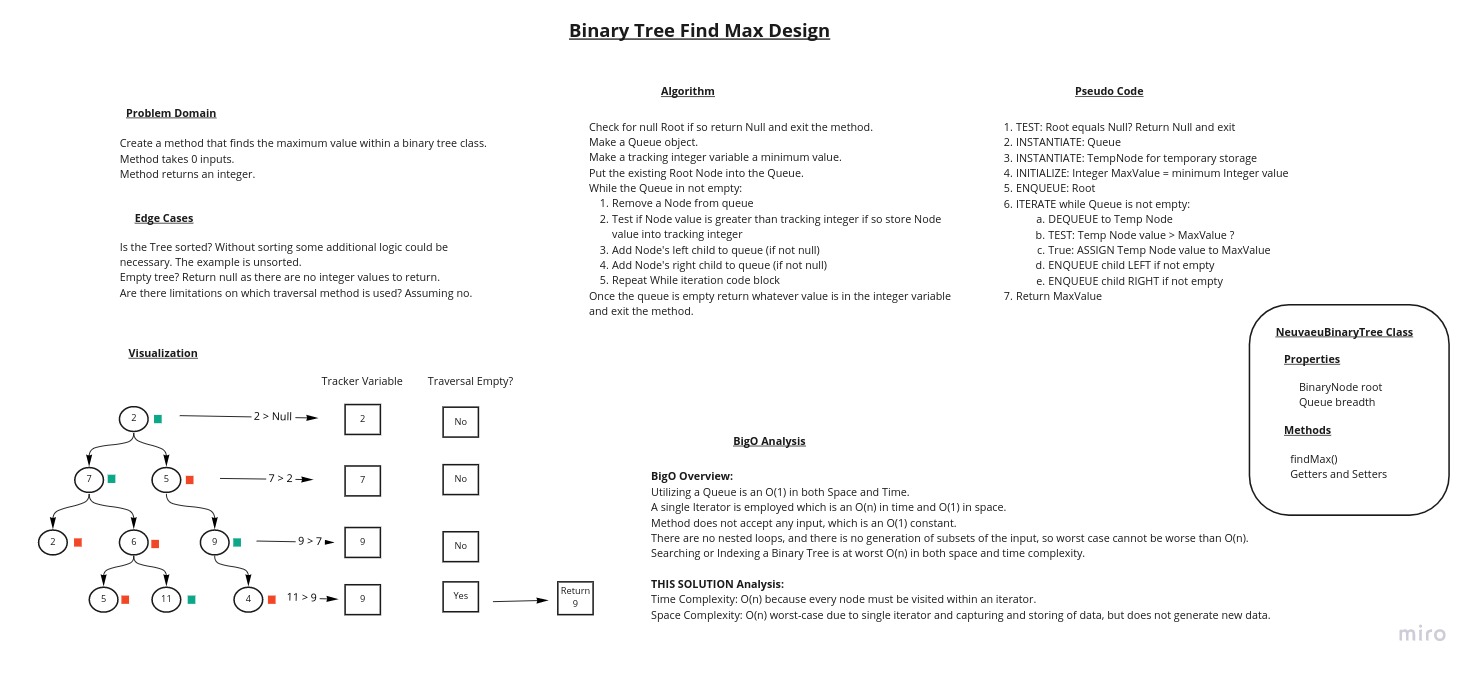 Binary Tree Find Max Design
Problem Domain
Create a method that finds the maximum value within a binary tree class.
Method takes 0 inputs.
Method returns an integer.
Edge Cases
Is the Tree sorted? Without sorting some additional logic could be
necessary. The example is unsorted.
Empty tree? Return null as there are no integer values to return.
Are there limitations on which traversal method is used? Assuming no.
Algorithm
Check for null Root if so return Null and exit the method.
Make a Queue object.
Make a tracking integer variable a minimum value.
Put the existing Root Node into the Queue.
While the Queue in not empty:
1. Remove a Node from queue
2. Test if Node value is greater than tracking integer if so store Node
value into tracking integer
3. Add Node's left child to queue (if not null)
4. Add Node's right child to queue (if not null)
5. Repeat While iteration code block
Once the queue is empty return whatever value is in the integer variable
and exit the method.
Pseudo Code
1. TEST: Root equals Null? Return Null and exit
2. INSTANTIATE: Queue
3. INSTANTIATE: TempNode for temporary storage
4. INITIALIZE: Integer MaxValue = minimum Integer value
5. ENQUEUE: Root
6. ITERATE while Queue is not empty:
a. DEQUEUE to Temp Node
b. TEST: Temp Node value > MaxValue ?
c. True: ASSIGN Temp Node value to MaxValue
d. ENQUEUE child LEFT if not empty
e. ENQUEUE child RIGHT if not empty
7. Return MaxValue
NeuvaeuBinaryTree Class
Properties
BinaryNode root
Queue breadth
Methods
findMax()
Getters and Setters
Visualization
Tracker Variable Traversal Empty?
2 2 > Null 2 No
7 5 7 > 2 7 No
2 6 9 9 > 7 9 No
5 11 4 11 > 9 9 Yes Return
9
BigO Analysis
BigO Overview:
Utilizing a Queue is an O(1) in both Space and Time.
A single Iterator is employed which is an O(n) in time and O(1) in space.
Method does not accept any input, which is an O(1) constant.
There are no nested loops, and there is no generation of subsets of the input, so worst case cannot be worse than O(n).
Searching or Indexing a Binary Tree is at worst O(n) in both space and time complexity.
THIS SOLUTION Analysis:
Time Complexity: O(n) because every node must be visited within an iterator.
Space Complexity: O(n) worst-case due to single iterator and capturing and storing of data, but does not generate new data.
miro